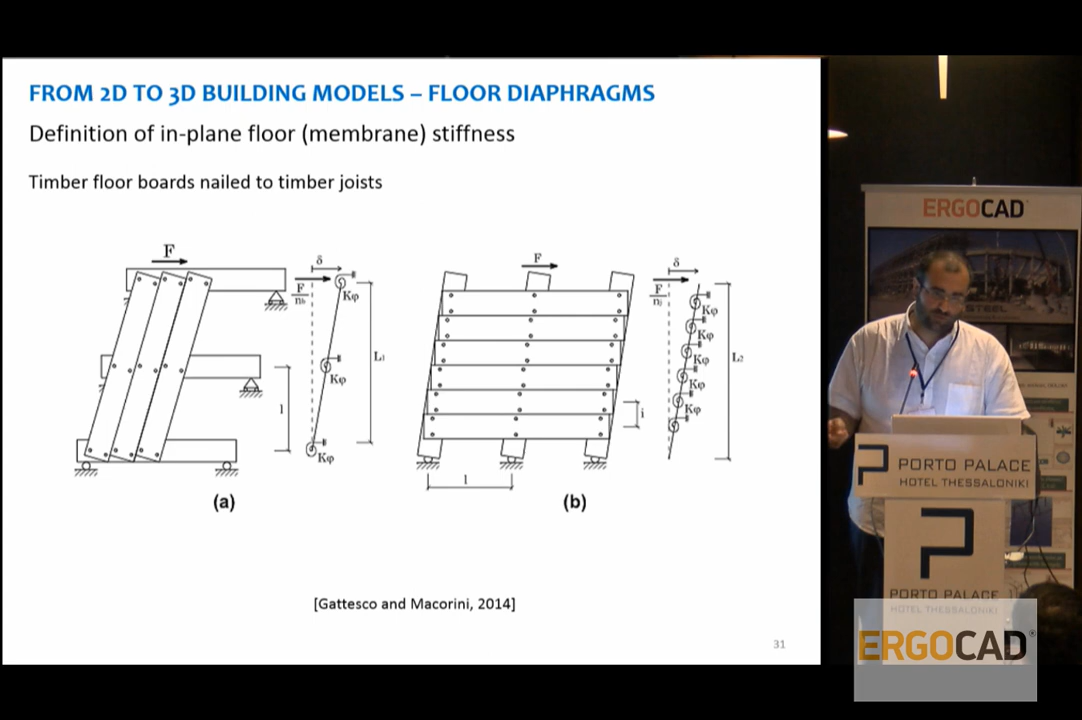 FROM 2D TO 3D BUILDING MODELS – FLOOR DIAPHRAGMS
Definition of in-plane floor (membrane) stiffness
Timber floor boards nailed to timber joists
F
δ
F
Kφ
Kφ
Kφ
L₁
l
(a)
F
δ
F
Kφ
Kφ
Kφ
Kφ
Kφ
L₂
i
l
(b)
[Gattesco and Macorini, 2014]
31
ERGOCAD
STEEL
PORTO PALACE
HOTEL THESSALONIKI
PORTO PALACE
HOTEL THESSALONIKI
ERGOCAD®